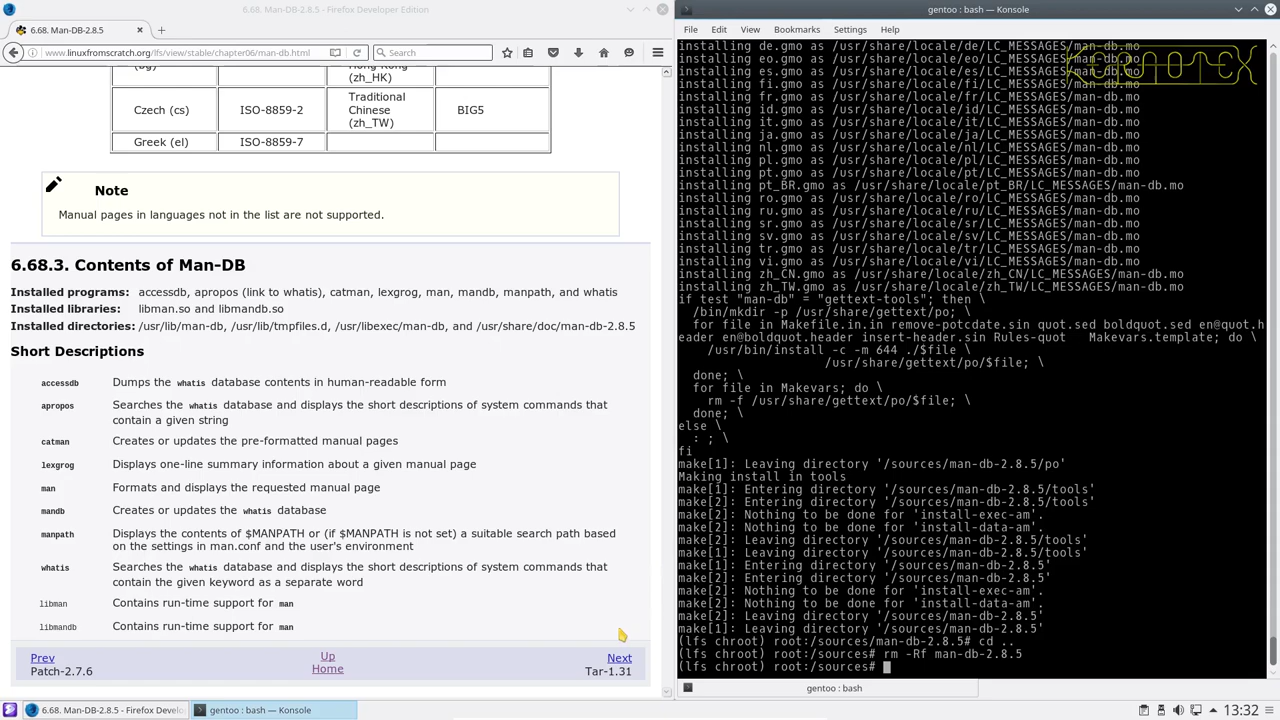 6.68. Man-DB-2.8.5 - Firefox Developer Edition
6.68. Man-DB-2.8.5
www.linuxfromscratch.org/lfs/view/stable/chapter06/man-db.html
Search
(zh_HK)
Czech (cs)
ISO-8859-2
Traditional
Chinese
(zh_TW)
BIG5
Greek (el)
ISO-8859-7
Note
Manual pages in languages not in the list are not supported.
6.68.3. Contents of Man-DB
Installed programs: accessdb, apropos (link to whatis), catman, lexgrog, man, mandb, manpath, and whatis
Installed libraries: libman.so and libmandb.so
Installed directories: /usr/lib/man-db, /usr/lib/tmpfiles.d, /usr/libexec/man-db, and /usr/share/doc/man-db-2.8.5
Short Descriptions
accessdb Dumps the whatis database contents in human-readable form
apropos Searches the whatis database and displays the short descriptions of system commands that
contain a given string
catman Creates or updates the pre-formatted manual pages
lexgrog Displays one-line summary information about a given manual page
man Formats and displays the requested manual page
mandb Creates or updates the whatis database
manpath Displays the contents of $MANPATH or (if $MANPATH is not set) a suitable search path based
on the settings in man.conf and the user's environment
whatis Searches the whatis database and displays the short descriptions of system commands that
contain the given keyword as a separate word
libman Contains run-time support for man
libmandb Contains run-time support for man
Prev Up Next
Patch-2.7.6 Home Tar-1.31
gentoo : bash — Konsole
File Edit View Bookmarks Settings Help
installing de.gmo as /usr/share/locale/de/LC_MESSAGES/man-db.mo
installing eo.gmo as /usr/share/locale/eo/LC_MESSAGES/man-db.mo
installing es.gmo as /usr/share/locale/es/LC_MESSAGES/man-db.mo
installing fi.gmo as /usr/share/locale/fi/LC_MESSAGES/man-db.mo
installing fr.gmo as /usr/share/locale/fr/LC_MESSAGES/man-db.mo
installing id.gmo as /usr/share/locale/id/LC_MESSAGES/man-db.mo
installing it.gmo as /usr/share/locale/it/LC_MESSAGES/man-db.mo
installing ja.gmo as /usr/share/locale/ja/LC_MESSAGES/man-db.mo
installing nl.gmo as /usr/share/locale/nl/LC_MESSAGES/man-db.mo
installing pl.gmo as /usr/share/locale/pl/LC_MESSAGES/man-db.mo
installing pt.gmo as /usr/share/locale/pt/LC_MESSAGES/man-db.mo
installing pt_BR.gmo as /usr/share/locale/pt_BR/LC_MESSAGES/man-db.mo
installing ro.gmo as /usr/share/locale/ro/LC_MESSAGES/man-db.mo
installing ru.gmo as /usr/share/locale/ru/LC_MESSAGES/man-db.mo
installing sr.gmo as /usr/share/locale/sr/LC_MESSAGES/man-db.mo
installing sv.gmo as /usr/share/locale/sv/LC_MESSAGES/man-db.mo
installing tr.gmo as /usr/share/locale/tr/LC_MESSAGES/man-db.mo
installing vi.gmo as /usr/share/locale/vi/LC_MESSAGES/man-db.mo
installing zh_CN.gmo as /usr/share/locale/zh_CN/LC_MESSAGES/man-db.mo
installing zh_TW.gmo as /usr/share/locale/zh_TW/LC_MESSAGES/man-db.mo
if test "man-db" = "gettext-tools"; then \
/bin/mkdir -p /usr/share/gettext/po; \
for file in Makefile.in.in remove-potcdate.sin quot.sed boldquot.sed en@quot.h
eader en@boldquot.header insert-header.sin Rules-quot Makevars.template; do \
/usr/bin/install -c -m 644 ./$file \
/usr/share/gettext/po/$file; \
done; \
for file in Makevars; do \
rm -f /usr/share/gettext/po/$file; \
done; \
else \
: ; \
fi
make[1]: Leaving directory '/sources/man-db-2.8.5/po'
Making install in tools
make[1]: Entering directory '/sources/man-db-2.8.5/tools'
make[2]: Entering directory '/sources/man-db-2.8.5/tools'
make[2]: Nothing to be done for 'install-exec-am'.
make[2]: Nothing to be done for 'install-data-am'.
make[2]: Leaving directory '/sources/man-db-2.8.5/tools'
make[1]: Leaving directory '/sources/man-db-2.8.5/tools'
make[1]: Entering directory '/sources/man-db-2.8.5'
make[2]: Entering directory '/sources/man-db-2.8.5'
make[2]: Nothing to be done for 'install-exec-am'.
make[2]: Nothing to be done for 'install-data-am'.
make[2]: Leaving directory '/sources/man-db-2.8.5'
make[1]: Leaving directory '/sources/man-db-2.8.5'
(lfs chroot) root:/sources/man-db-2.8.5# cd ..
(lfs chroot) root:/sources# rm -Rf man-db-2.8.5
(lfs chroot) root:/sources#
gentoo : bash
6.68. Man-DB-2.8.5 - Firefox Develo
gentoo : bash — Konsole
13:32